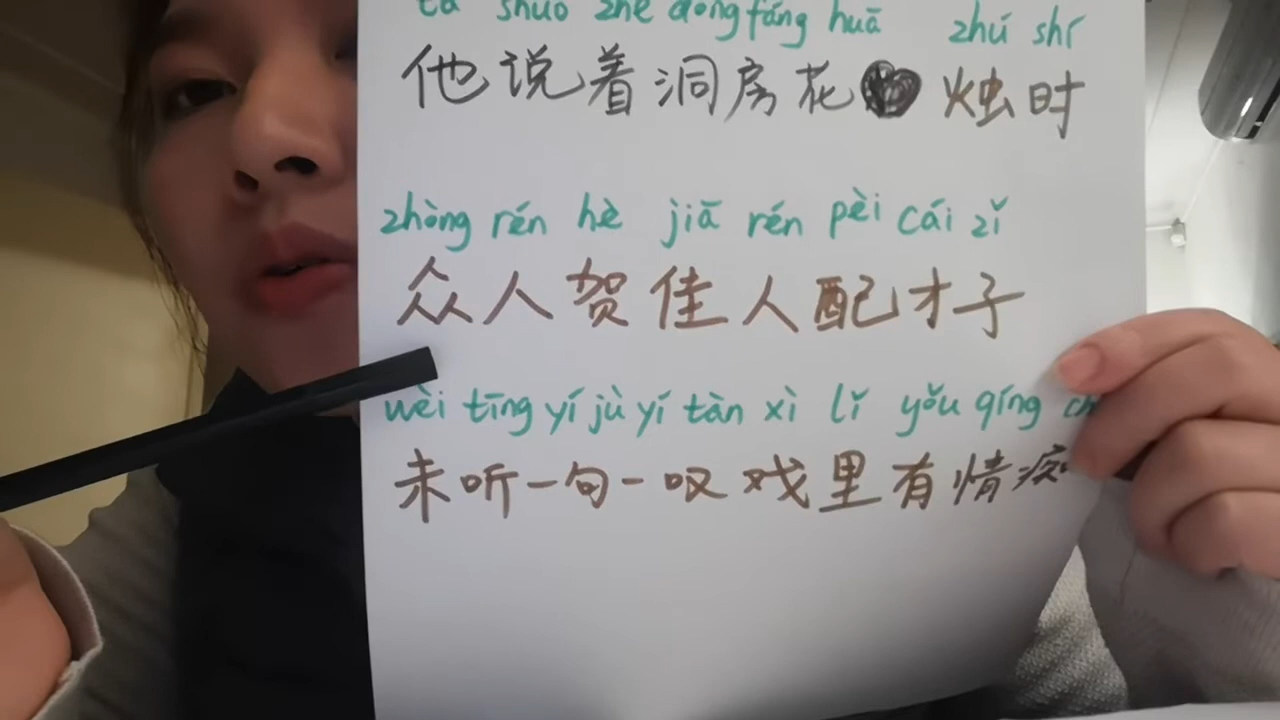 tā shuō zhe dòng fáng huā zhú shí
他说着洞房花烛时
zhòng rén hè jiā rén pèi cái zǐ
众人贺佳人配才子
wèi tīng yí jù yí tàn xì lǐ yǒu qíng
未听一句一叹戏里有情痴